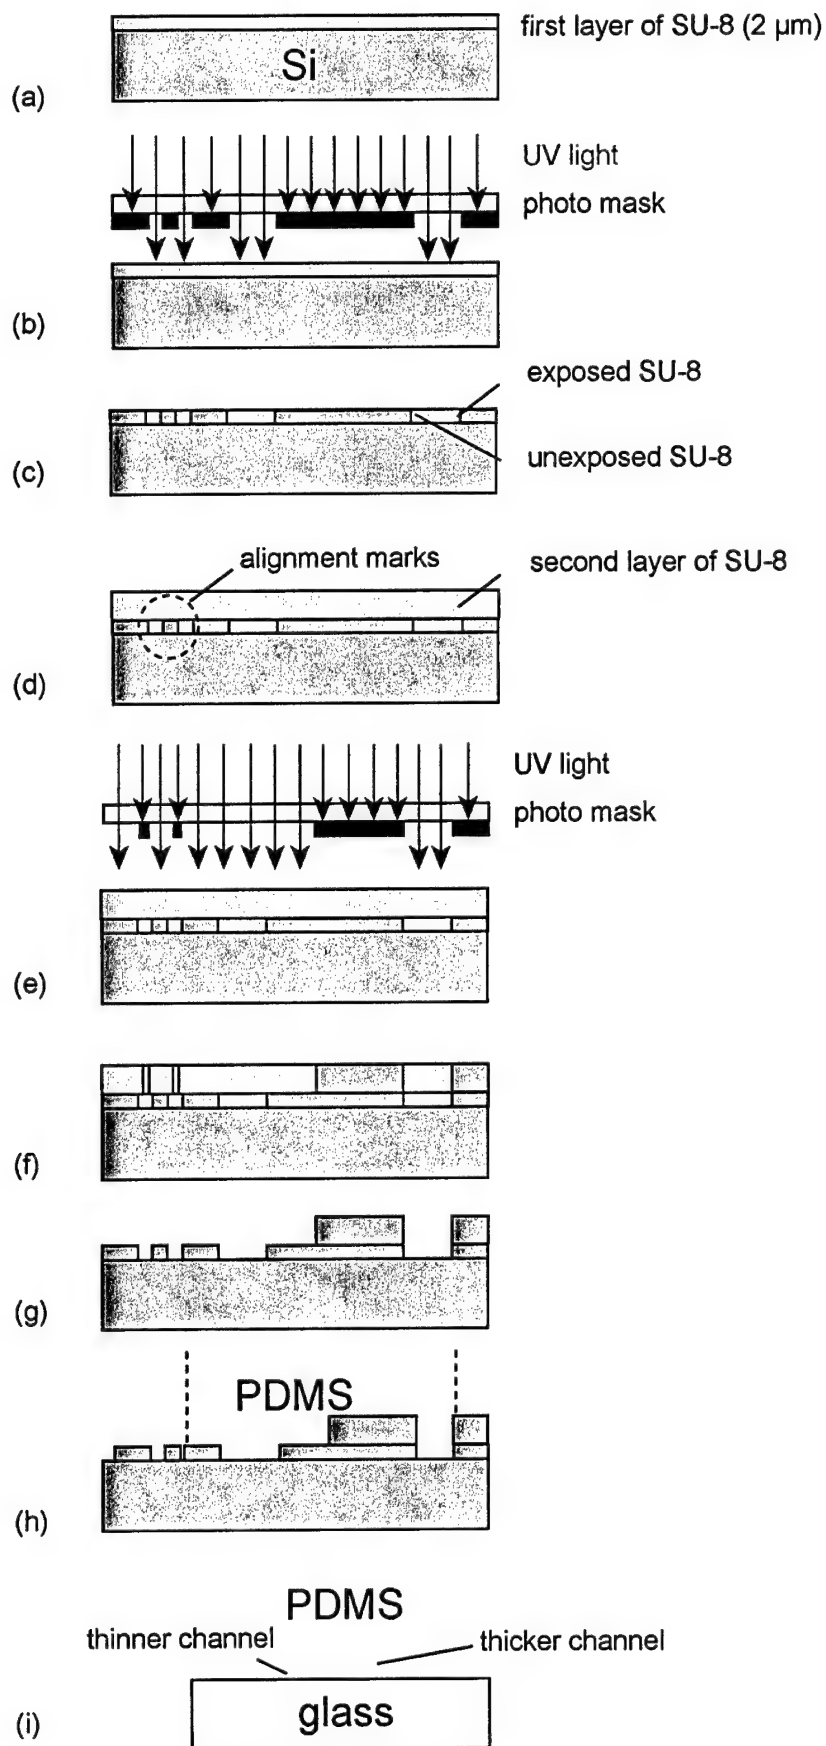 first layer of SU-8 (2 µm)
Si
(a)
UV light
photo mask
(b)
exposed SU-8
unexposed SU-8
(c)
alignment marks
second layer of SU-8
(d)
UV light
photo mask
(e)
(f)
(g)
PDMS
(h)
PDMS
thinner channel
thicker channel
glass
(i)